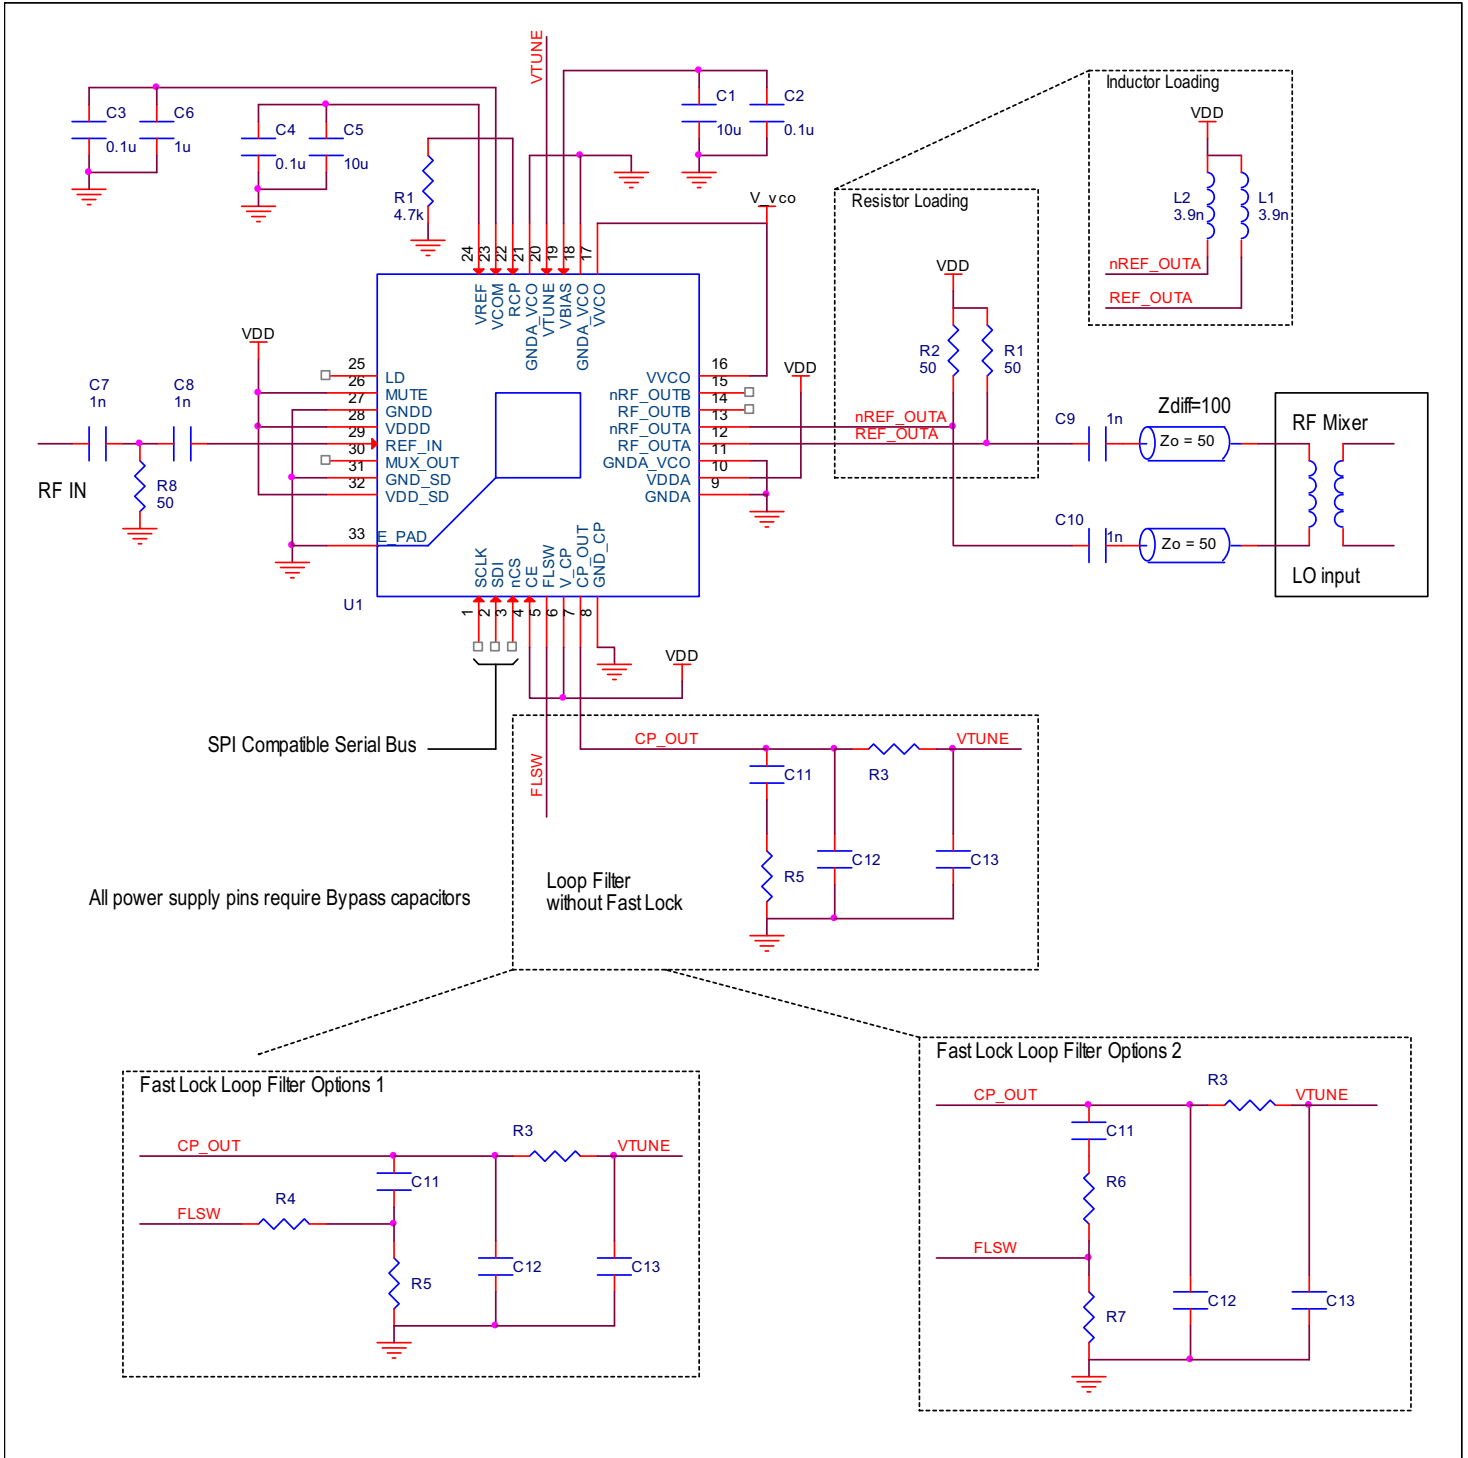 VTUNE
C3
0.1u
C6
1u
C4
0.1u
C5
10u
R1
4.7k
C1
10u
C2
0.1u
V_vco
Inductor Loading
VDD
L2
3.9n
L1
3.9n
nREF_OUTA
REF_OUTA
Resistor Loading
VDD
R2
50
R1
50
24
23
22
21
20
19
18
17
VREF
VCOM
RCP
GNDA_VCO
VTUNE
VBIAS
GNDA_VCO
VVCO
VDD
25
26
27
28
29
30
31
32
33
LD
MUTE
GNDD
VDDD
REF_IN
MUX_OUT
GND_SD
VDD_SD
E_PAD
C7
1n
C8
1n
RF IN
R8
50
16
15
14
13
12
11
10
9
VVCO
nRF_OUTB
RF_OUTB
nRF_OUTA
RF_OUTA
GNDA_VCO
VDDA
GNDA
VDD
nREF_OUTA
REF_OUTA
C9
1n
Zdiff=100
Zo = 50
C10
1n
Zo = 50
RF Mixer
LO input
SCLK
SDI
nCS
CE
FLSW
V_CP
CP_OUT
GND_CP
1
2
3
4
5
6
7
8
U1
VDD
SPI Compatible Serial Bus
FLSW
CP_OUT
VTUNE
C11
R3
R5
C12
C13
Loop Filter
without Fast Lock
All power supply pins require Bypass capacitors
Fast Lock Loop Filter Options 1
CP_OUT
R3
VTUNE
C11
R4
FLSW
R5
C12
C13
Fast Lock Loop Filter Options 2
CP_OUT
R3
VTUNE
C11
R6
FLSW
R7
C12
C13